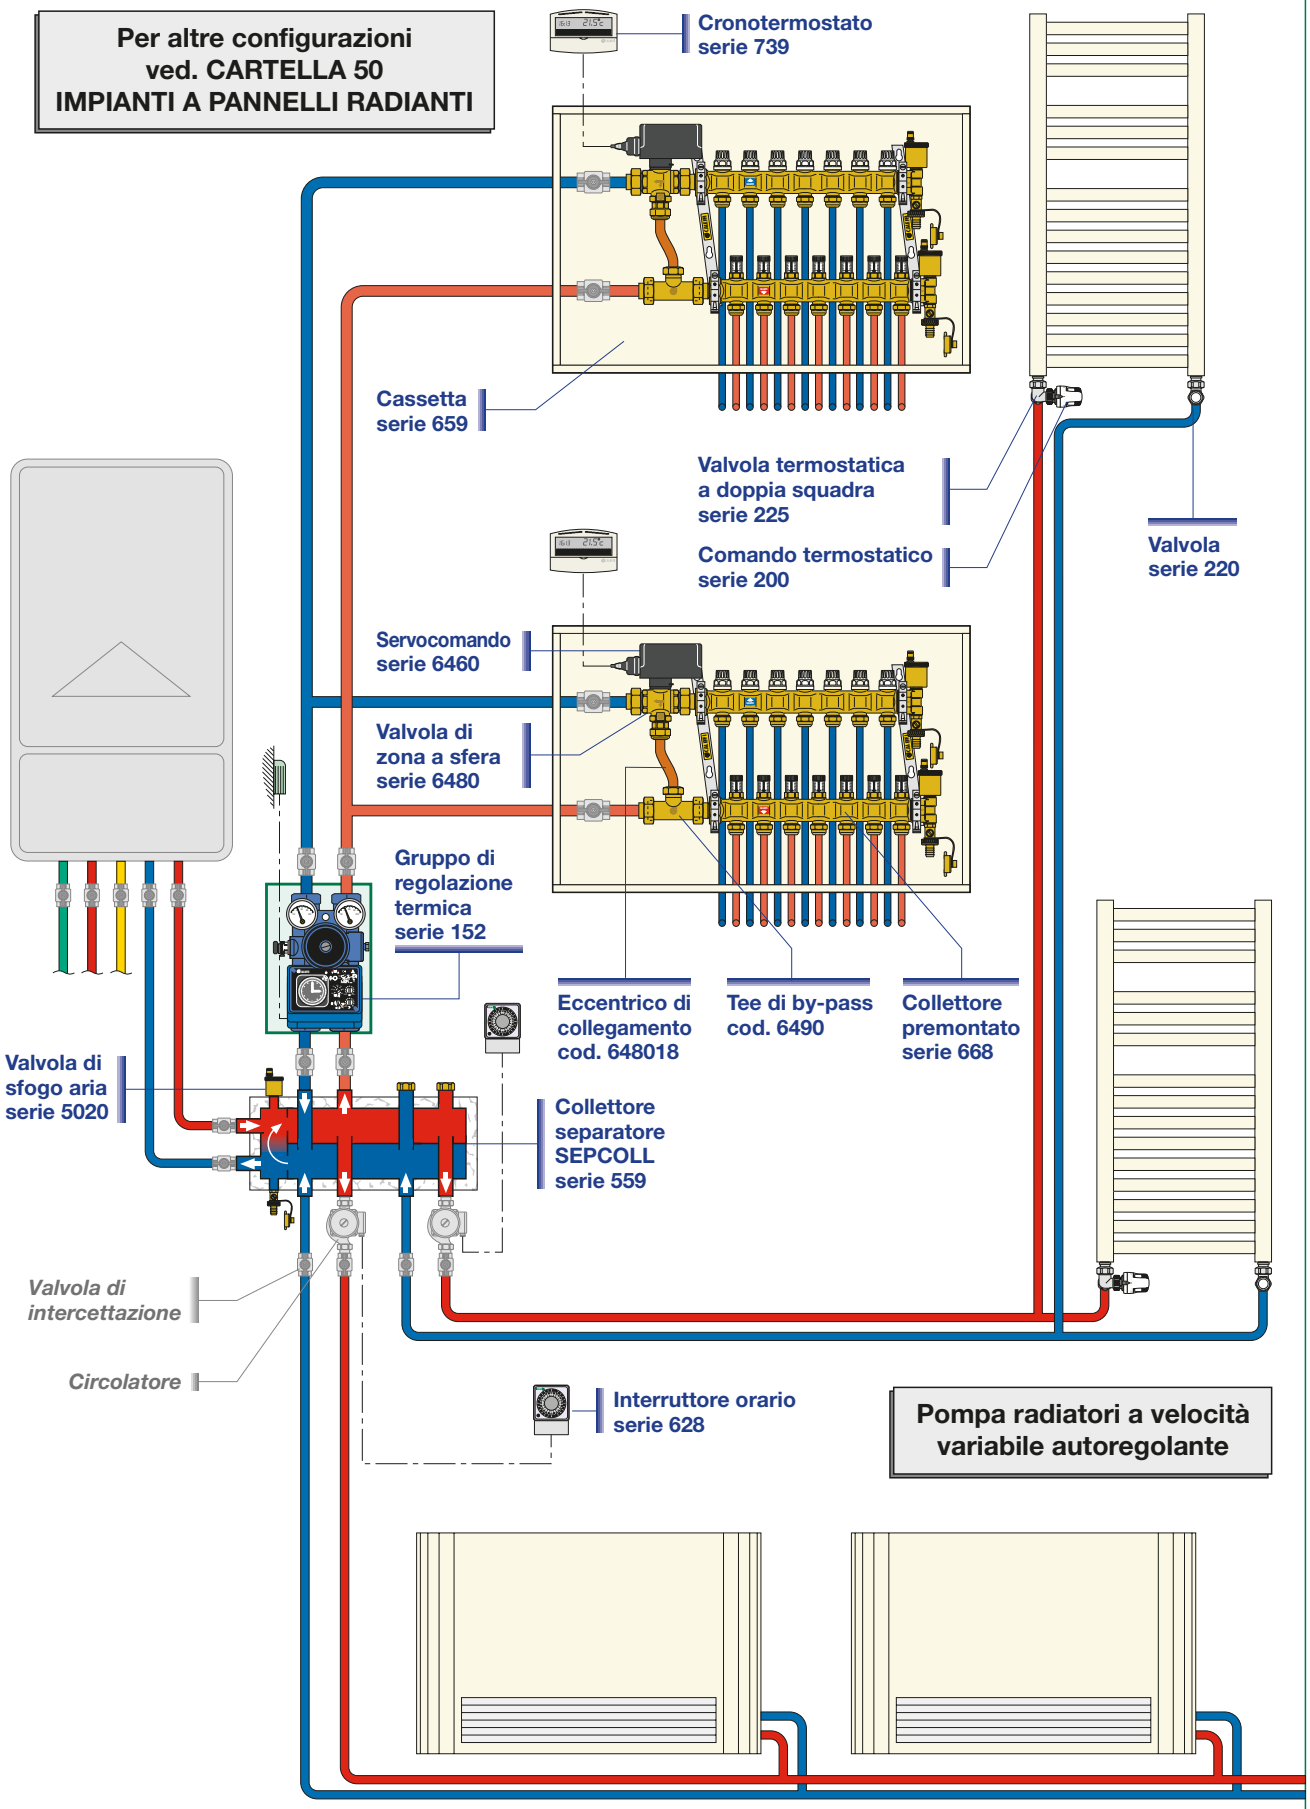 Per altre configurazioni
ved. CARTELLA 50
IMPIANTI A PANNELLI RADIANTI
Cronotermostato
serie 739
Cassetta
serie 659
Valvola termostatica
a doppia squadra
serie 225
Comando termostatico
serie 200
Valvola
serie 220
Servocomando
serie 6460
Valvola di
zona a sfera
serie 6480
Gruppo di
regolazione
termica
serie 152
Eccentrico di
collegamento
cod. 648018
Tee di by-pass
cod. 6490
Collettore
premontato
serie 668
Valvola di
sfogo aria
serie 5020
Collettore
separatore
SEPCOLL
serie 559
Valvola di
intercettazione
Circolatore
Interruttore orario
serie 628
Pompa radiatori a velocità
variabile autoregolante